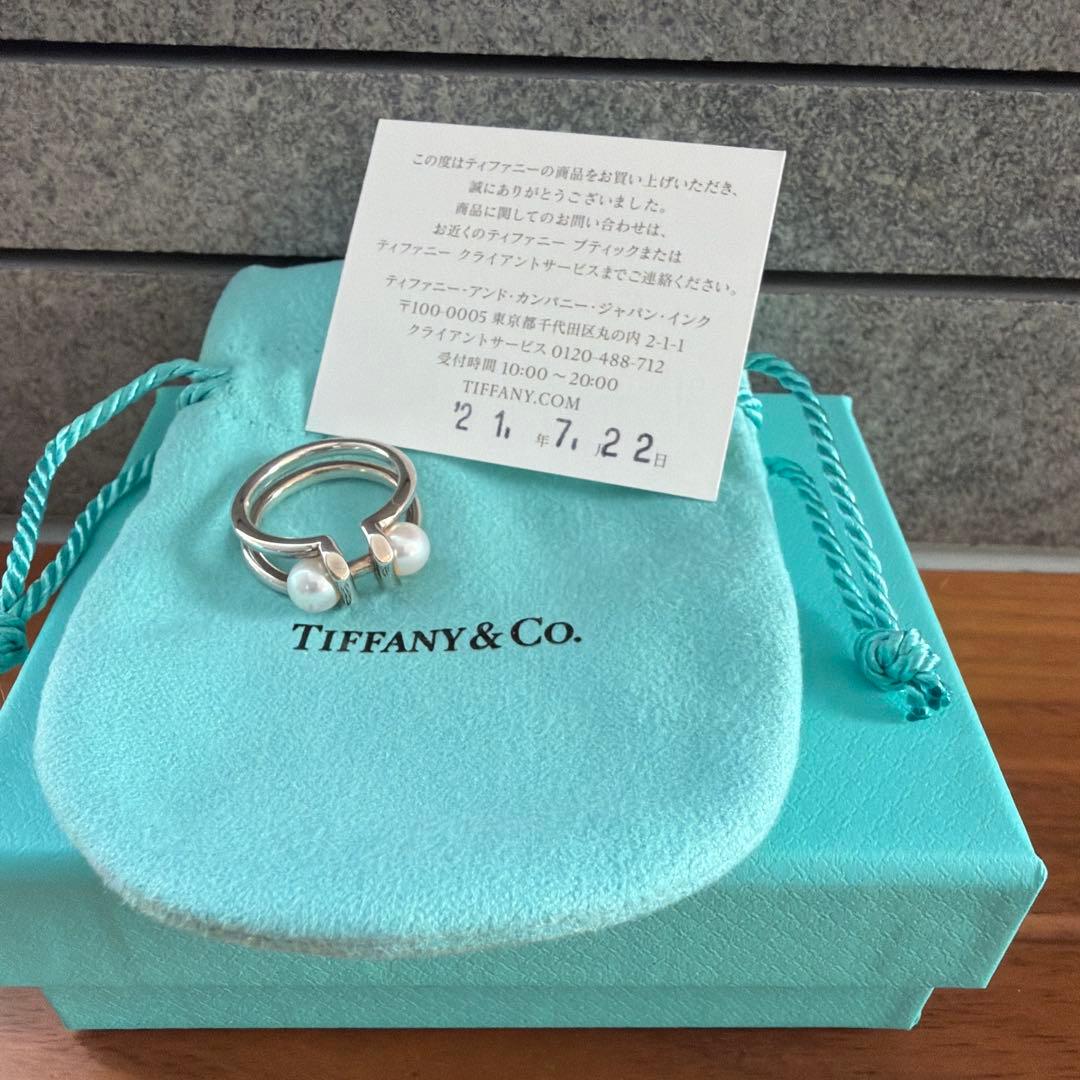 この度はティファニーの商品をお買い上げいただき、
誠にありがとうございました。
商品に関してのお問い合わせは、
お近くのティファニー ブティックまたは
ティファニー クライアントサービスまでご連絡ください。
ティファニー・アンド・カンパニー・ジャパン・インク
〒100-0005 東京都千代田区丸の内 2-1-1
クライアントサービス 0120-488-712
受付時間 10:00～20:00
TIFFANY.COM
'21. 年 7. 月 22 日
TIFFANY & CO.